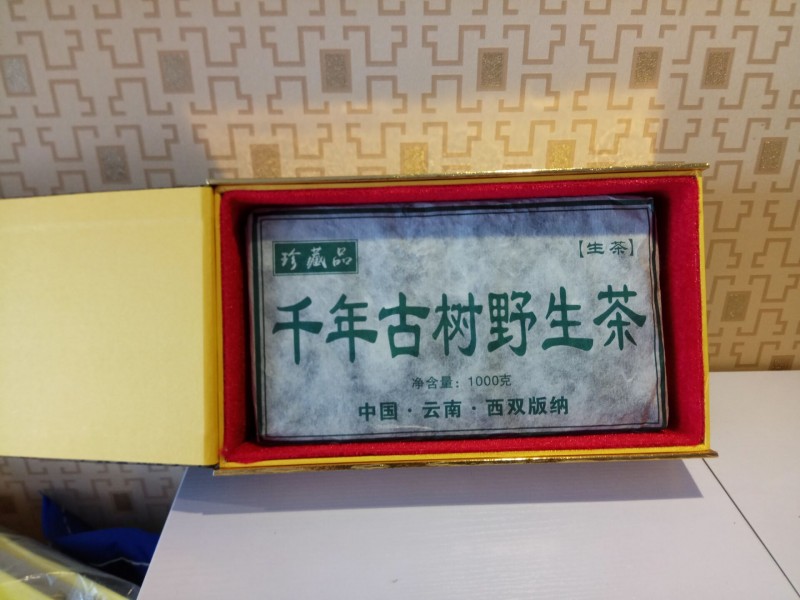 珍藏品
【生茶】
千年古树野生茶
净含量：1000克
中国·云南·西双版纳